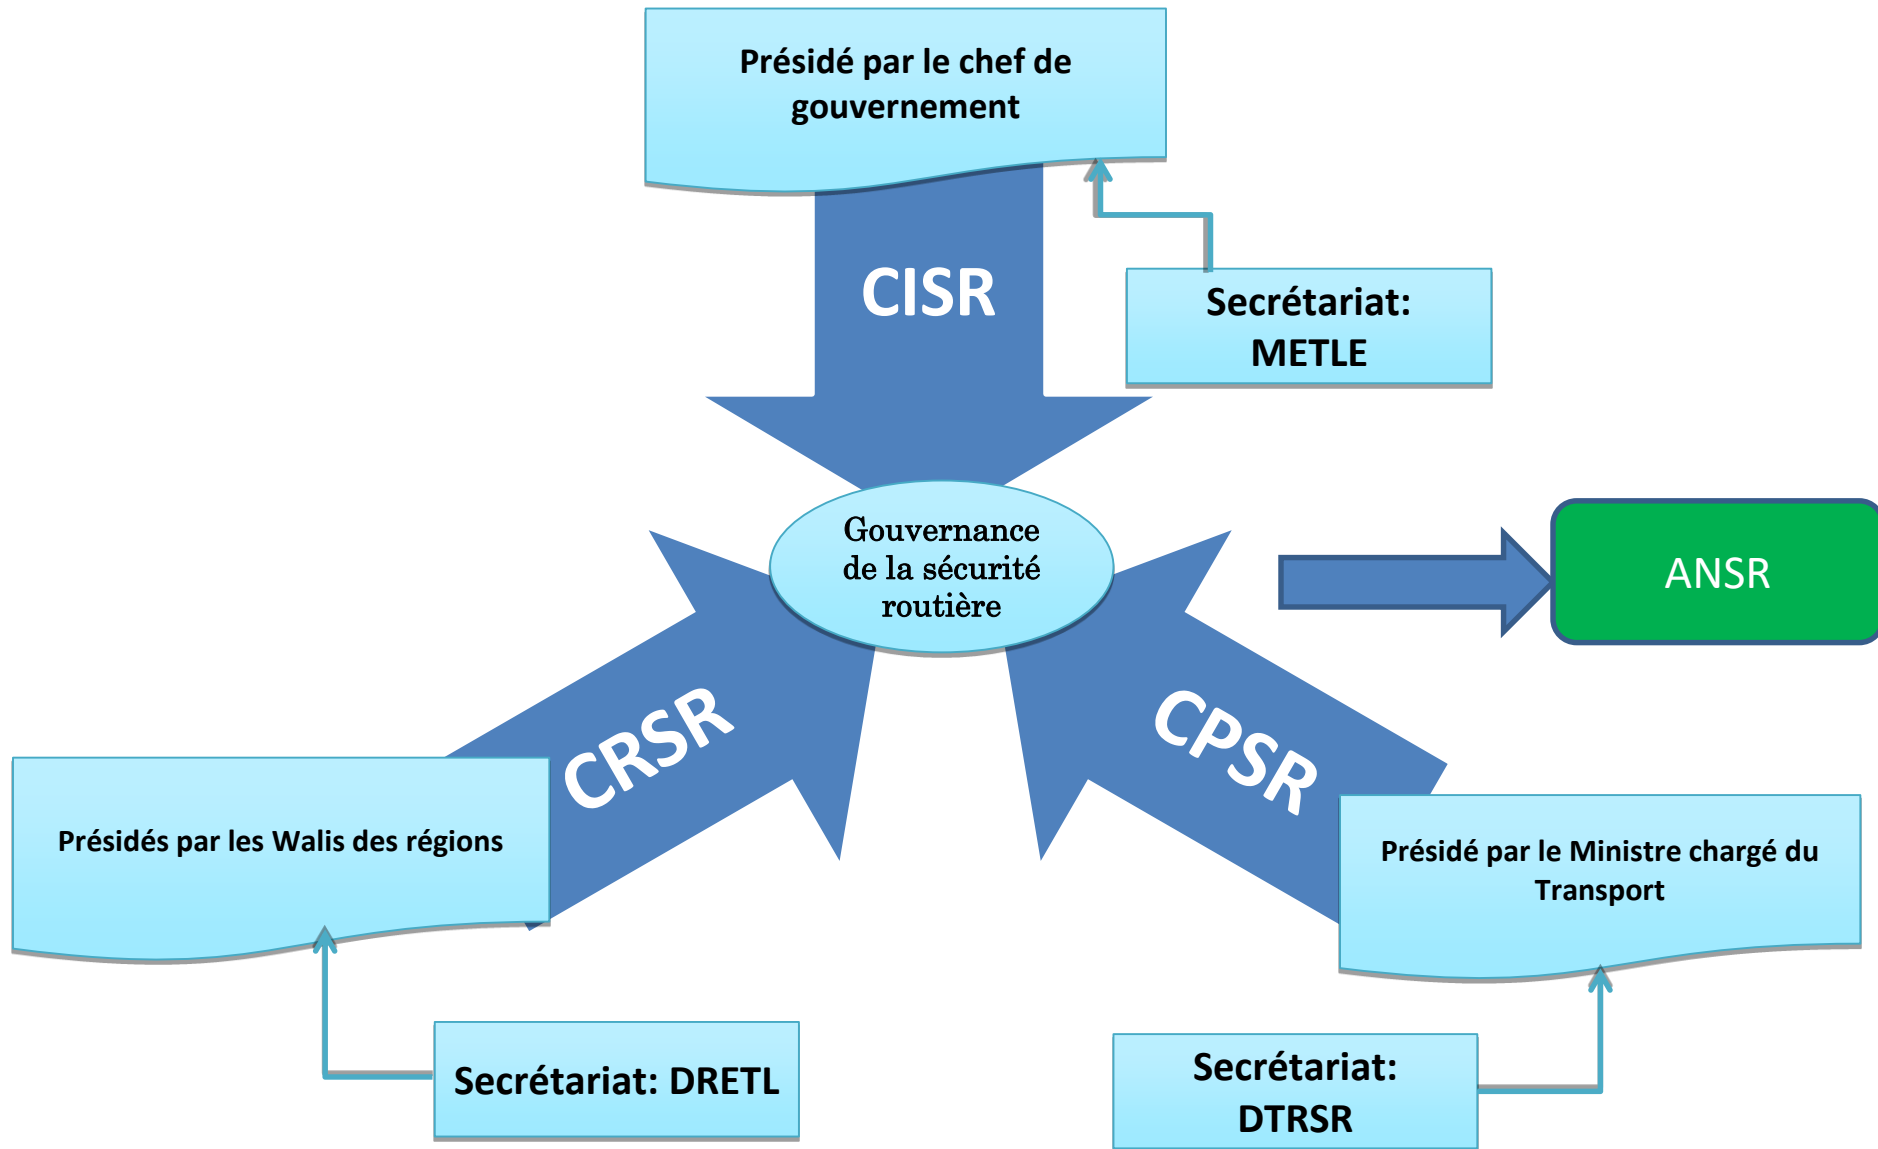 Présidé par le chef de
gouvernement
CISR
Secrétariat:
METLE
Gouvernance
de la sécurité
routière
ANSR
CRSR
CPSR
Présidés par les Walis des régions
Présidé par le Ministre chargé du
Transport
Secrétariat: DRETL
Secrétariat:
DTRSR